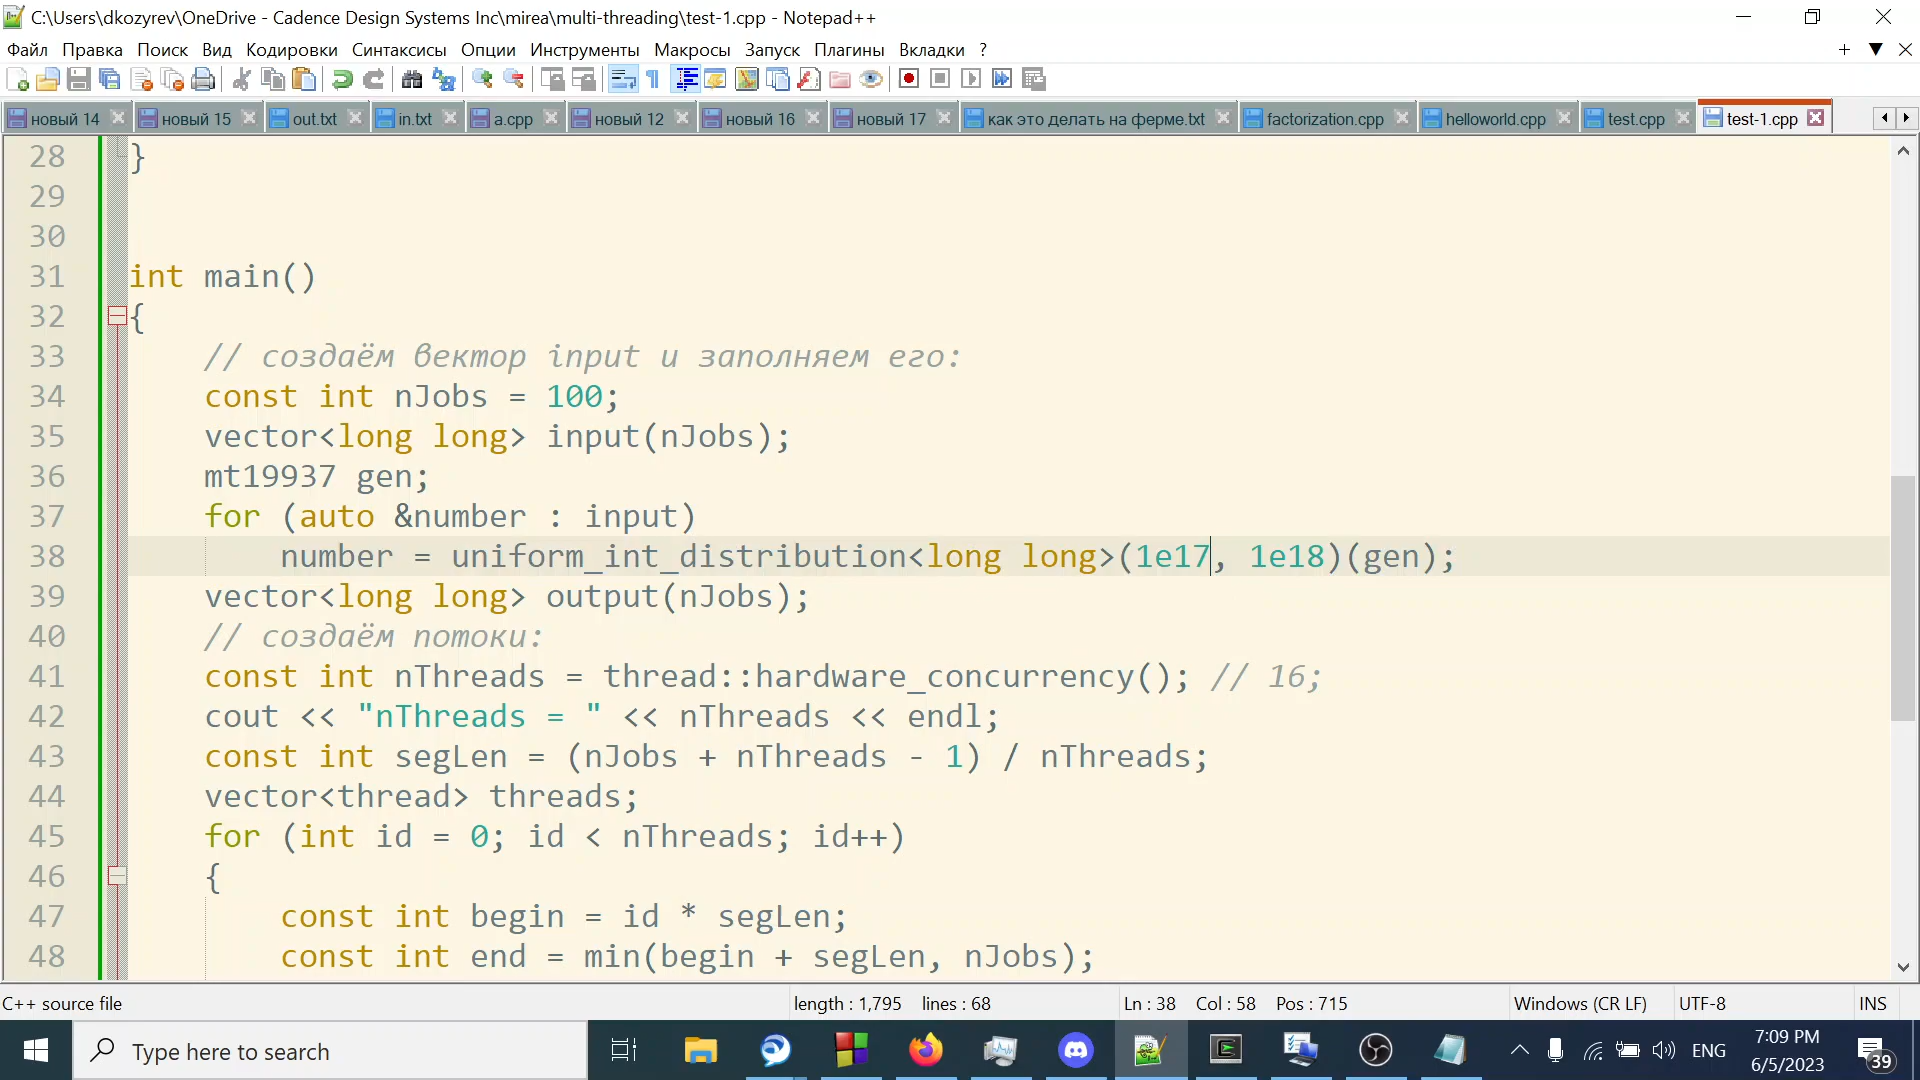 C:\Users\dkozyrev\OneDrive - Cadence Design Systems Inc\mirea\multi-threading\test-1.cpp - Notepad++
Файл Правка Поиск Вид Кодировки Синтаксисы Опции Инструменты Макросы Запуск Плагины Вкладки ?
новый 14 новый 15 out.txt in.txt a.cpp новый 12 новый 16 новый 17 как это делать на ферме.txt factorization.cpp helloworld.cpp test.cpp test-1.cpp
28 }
29
30
31 int main()
32 {
33 // создаём вектор input и заполняем его:
34 const int nJobs = 100;
35 vector<long long> input(nJobs);
36 mt19937 gen;
37 for (auto &number : input)
38 number = uniform_int_distribution<long long>(1e17, 1e18)(gen);
39 vector<long long> output(nJobs);
40 // создаём потоки:
41 const int nThreads = thread::hardware_concurrency(); // 16;
42 cout << "nThreads = " << nThreads << endl;
43 const int segLen = (nJobs + nThreads - 1) / nThreads;
44 vector<thread> threads;
45 for (int id = 0; id < nThreads; id++)
46 {
47 const int begin = id * segLen;
48 const int end = min(begin + segLen, nJobs);
C++ source file length : 1,795 lines : 68 Ln : 38 Col : 58 Pos : 715 Windows (CR LF) UTF-8 INS
Type here to search ENG 7:09 PM
6/5/2023 39